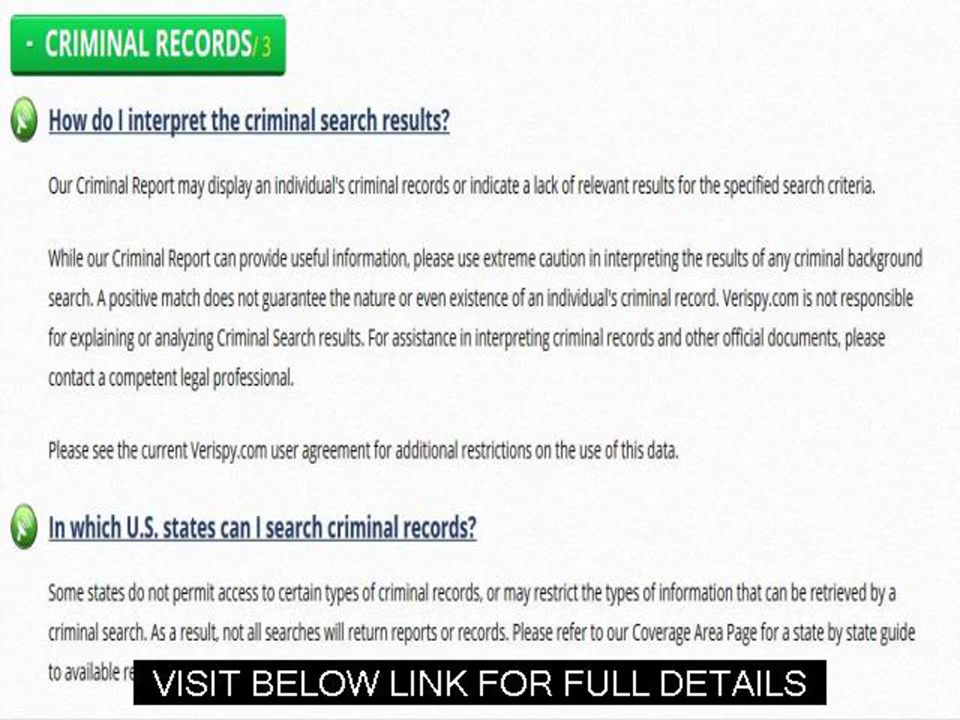 - CRIMINAL RECORDS/ 3
How do I interpret the criminal search results?
Our Criminal Report may display an individual's criminal records or indicate a lack of relevant results for the specified search criteria.
While our Criminal Report can provide useful information, please use extreme caution in interpreting the results of any criminal background
search. A positive match does not guarantee the nature or even existence of an individual's criminal record. Verispy.com is not responsible
for explaining or analyzing Criminal Search results. For assistance in interpreting criminal records and other official documents, please
contact a competent legal professional.
Please see the current Verispy.com user agreement for additional restrictions on the use of this data.
In which U.S. states can I search criminal records?
Some states do not permit access to certain types of criminal records, or may restrict the types of information that can be retrieved by a
criminal search. As a result, not all searches will return reports or records. Please refer to our Coverage Area Page for a state by state guide
to available
VISIT BELOW LINK FOR FULL DETAILS